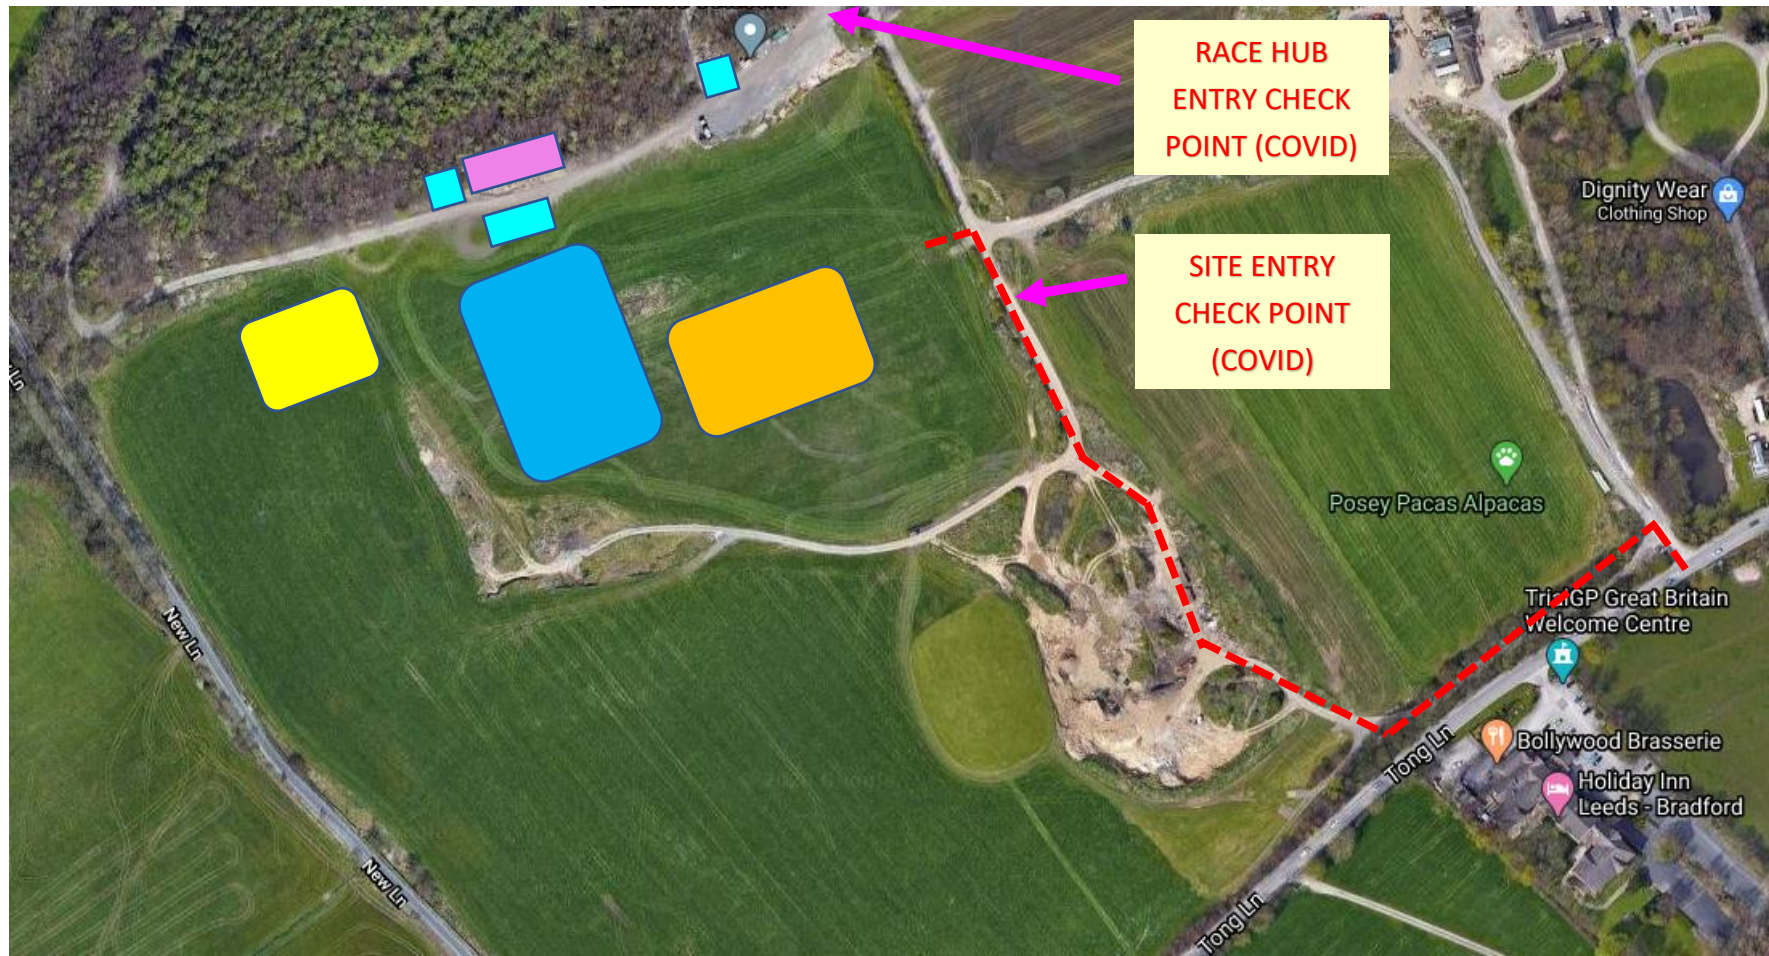 RACE HUB
ENTRY CHECK
POINT (COVID)
Dignity Wear
Clothing Shop
SITE ENTRY
CHECK POINT
(COVID)
Ln
Posey Pacas Alpacas
TrialGP Great Britain
Welcome Centre
New Ln
Bollywood Brasserie
Tong Ln
Holiday Inn
Leeds - Bradford
New Ln
Tong Ln